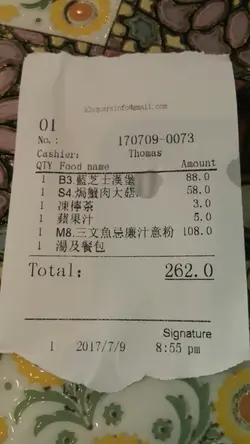 01
No.: 170709-0073
Cashier: Thomas
QTY Food name Amount
1 B3.藍芝士漢堡 88.0
1 S4.焗蟹肉大菇. 58.0
1 凍檸茶 3.0
1 蘋果汁 5.0
1 M8.三文魚忌廉汁意粉 108.0
1 湯及餐包
Total: 262.0
Signature
1 2017/7/9 8:55 pm